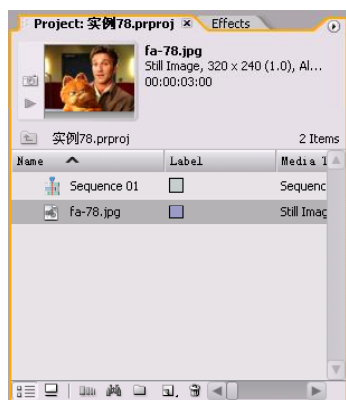 Project: 实例78.prproj × Effects
fa-78.jpg
Still Image, 320 x 240 (1.0), Al...
00:00:03:00
实例78.prproj 2 Items
Name Label Media T
Sequence 01 Sequenc
fa-78.jpg Still Imag